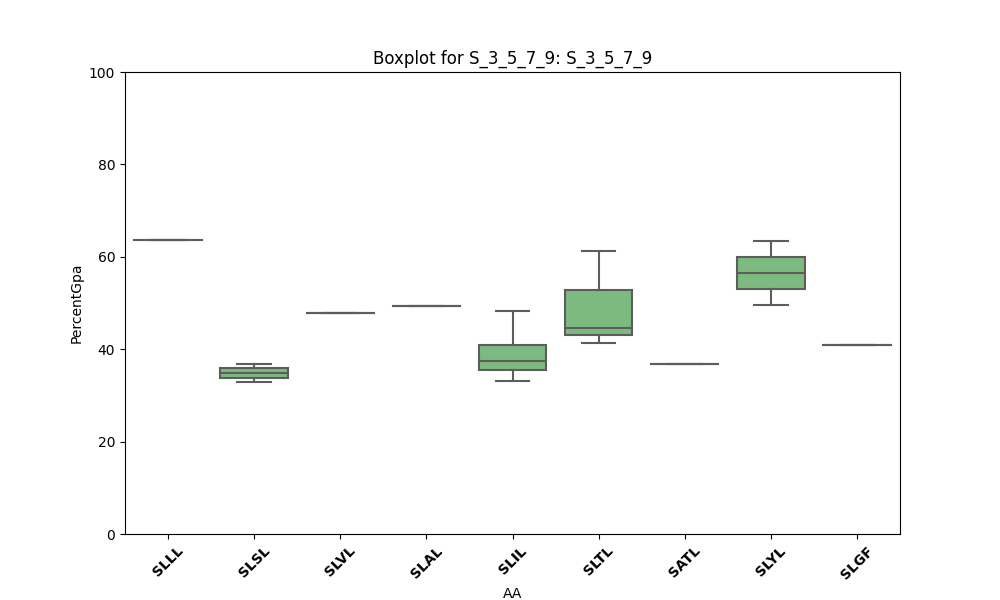 Boxplot for S_3_5_7_9: S_3_5_7_9
100
80
60
40
20
0
PercentGpa
SLLL
SLSL
SLVL
SLAL
SLIL
SLTL
SATL
SLYL
SLGF
AA